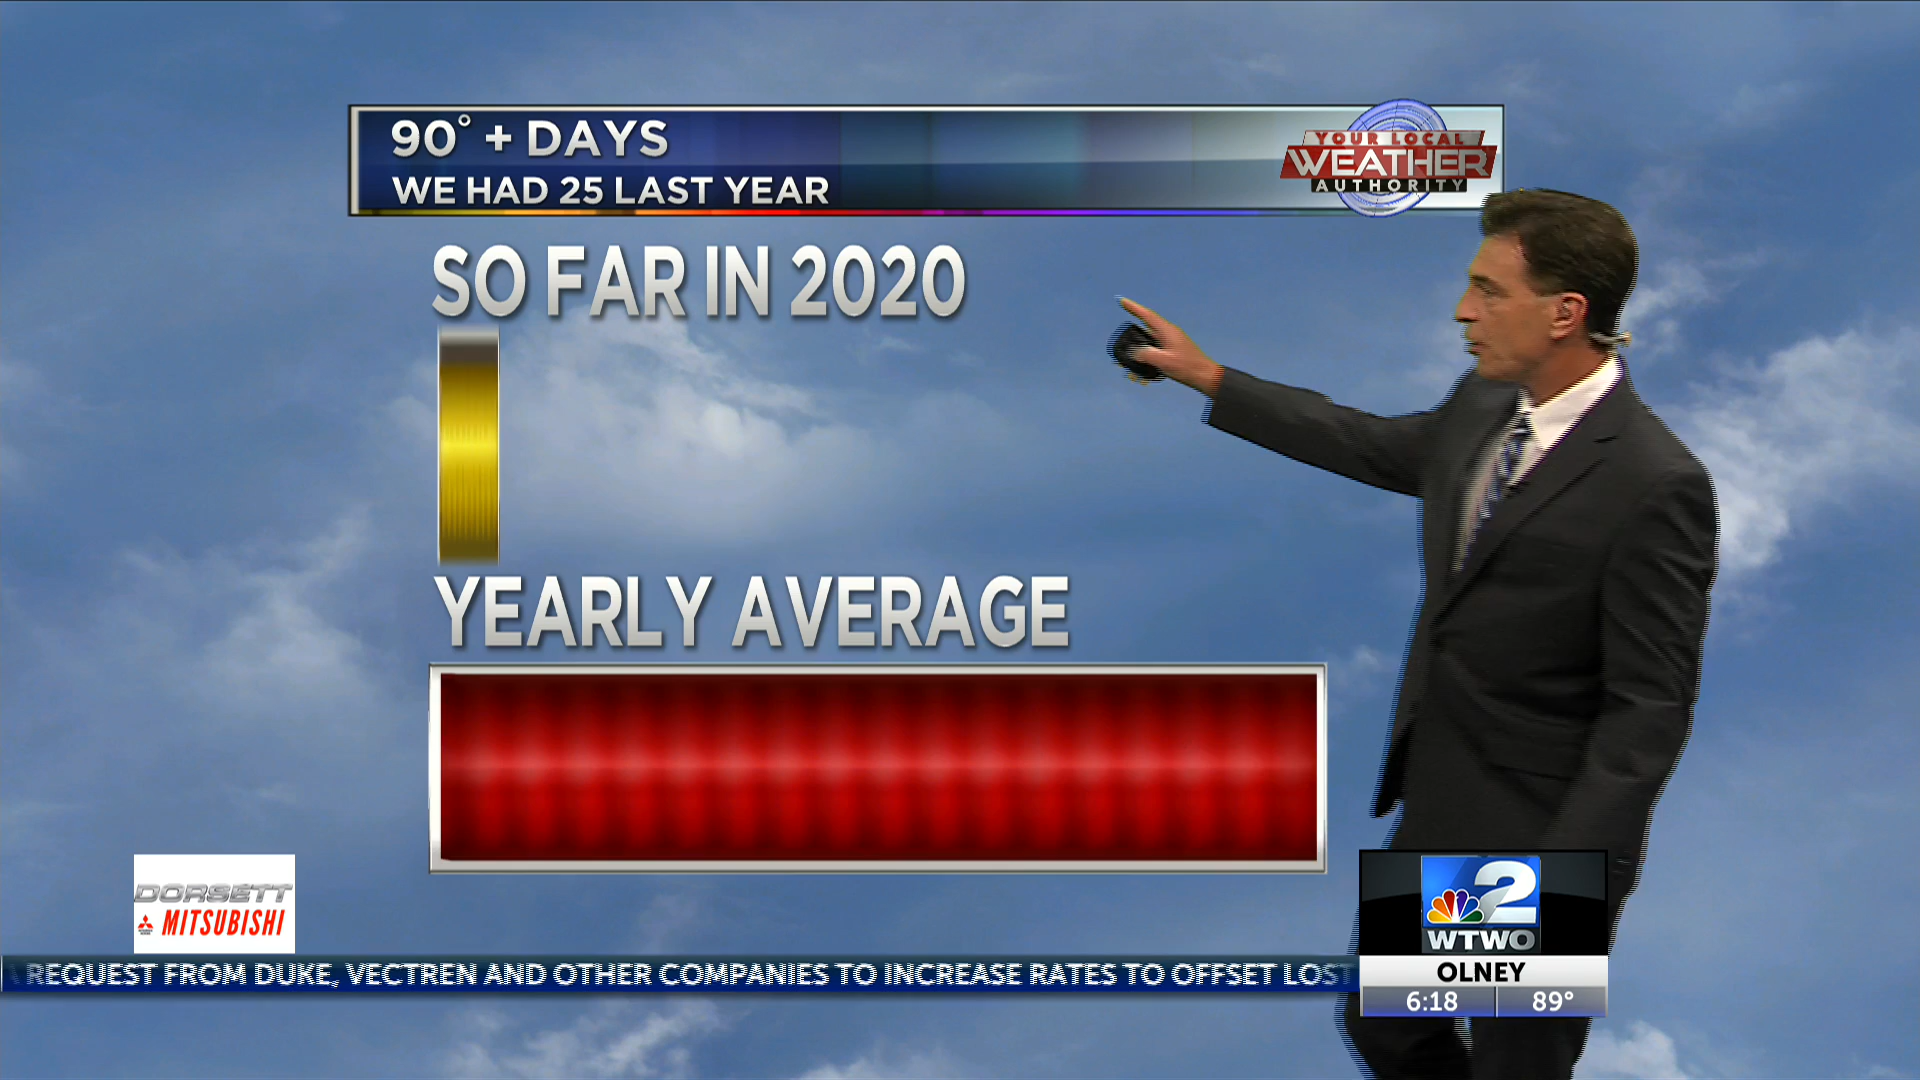 90° + DAYS
WE HAD 25 LAST YEAR
YOUR LOCAL
WEATHER
AUTHORITY
SO FAR IN 2020
YEARLY AVERAGE
DORSETT
MITSUBISHI
2
WTWO
A REQUEST FROM DUKE, VECTREN AND OTHER COMPANIES TO INCREASE RATES TO OFFSET LOST
OLNEY
6:18 89°